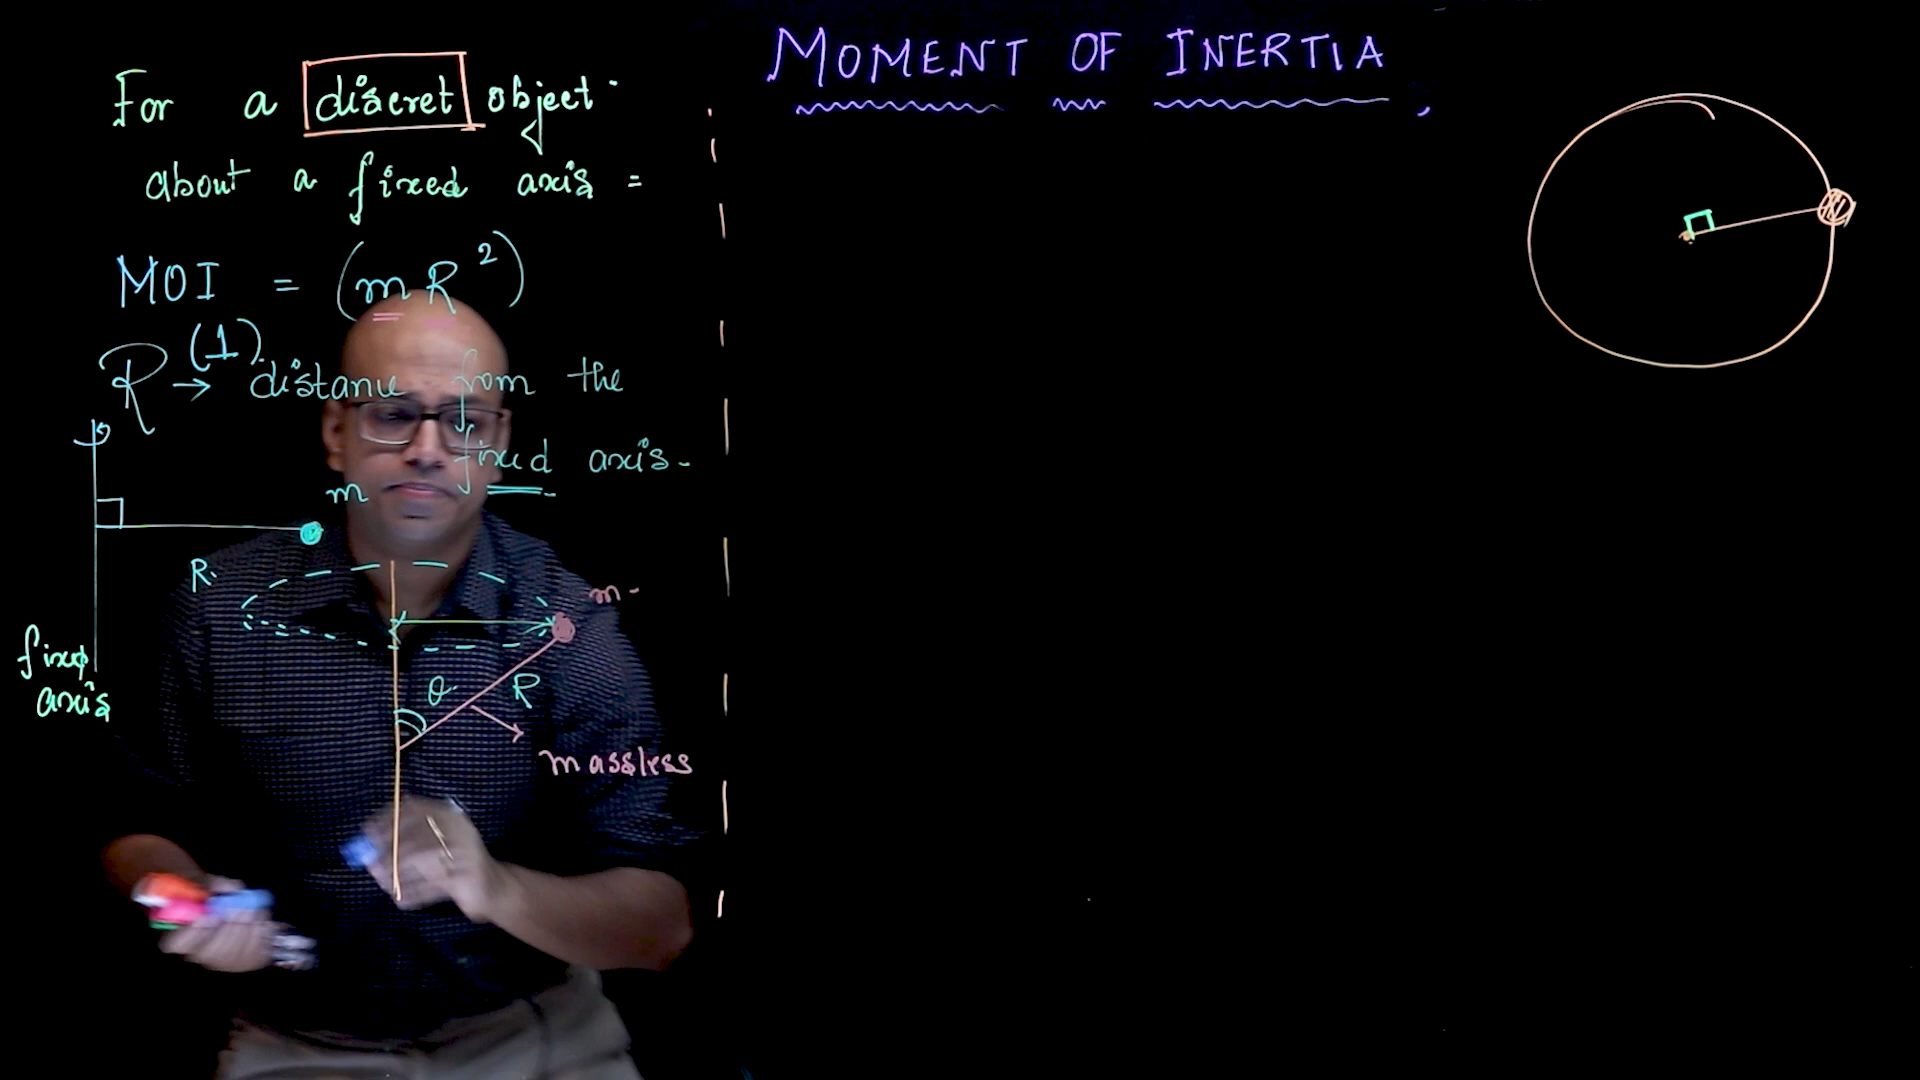 MOMENT OF INERTIA,
For a discret object
about a fixed axis =
MOI = (mR²)
(1)
R → distance from the
fixed axis.
m
R.
fixed
axis
m.
θ
R
massless